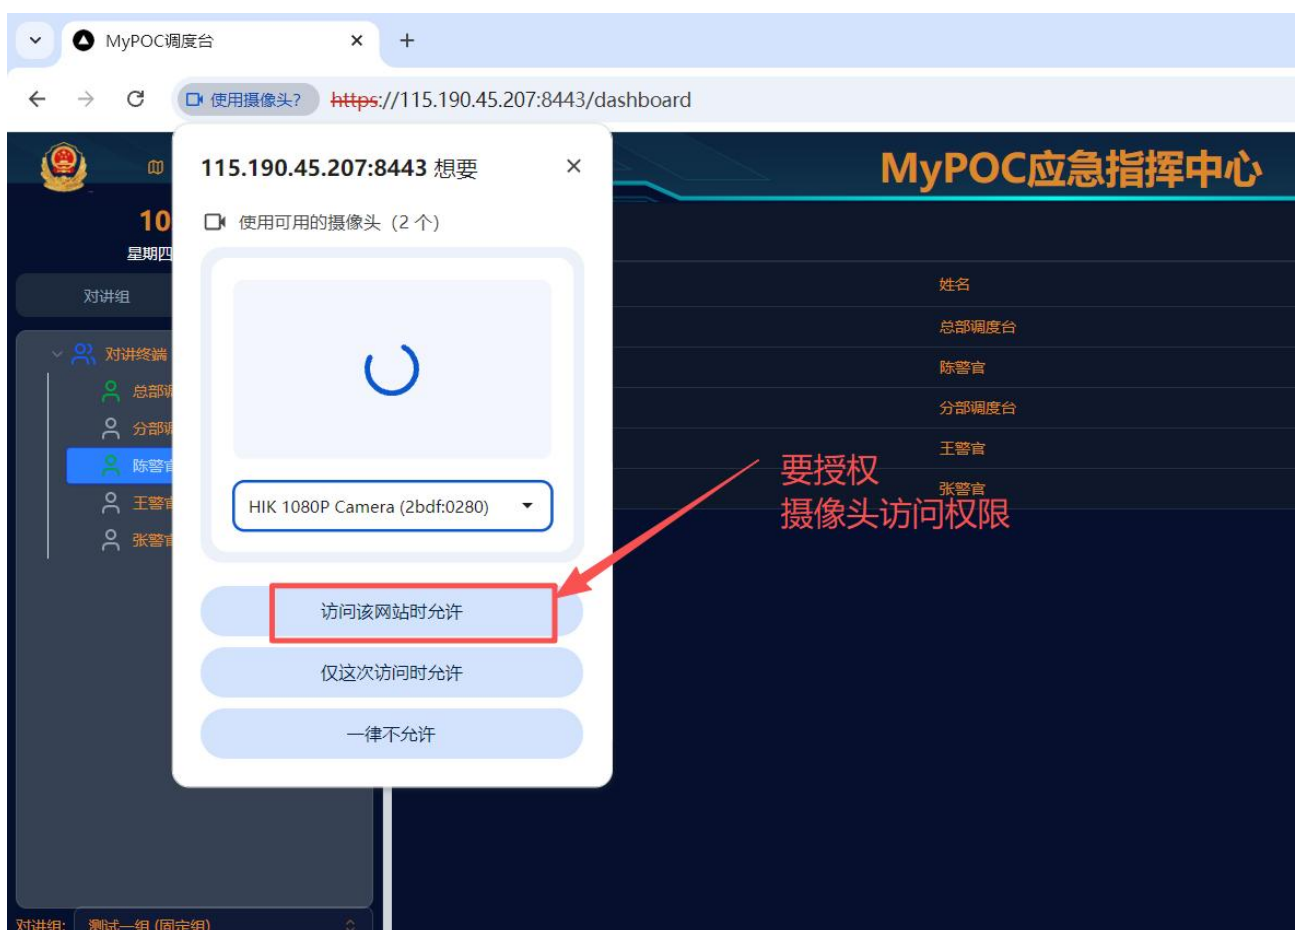 MyPOC调度台
使用摄像头?
https://115.190.45.207:8443/dashboard
115.190.45.207:8443 想要
使用可用的摄像头 (2 个)
HIK 1080P Camera (2bdf:0280)
访问该网站时允许
仅这次访问时允许
一律不允许
MyPOC应急指挥中心
10
星期四
对讲组
对讲终端
总部
分部
陈警官
王警官
张警官
姓名
总部调度台
陈警官
分部调度台
王警官
张警官
要授权
摄像头访问权限
对讲组:
测试一组 (固定组)